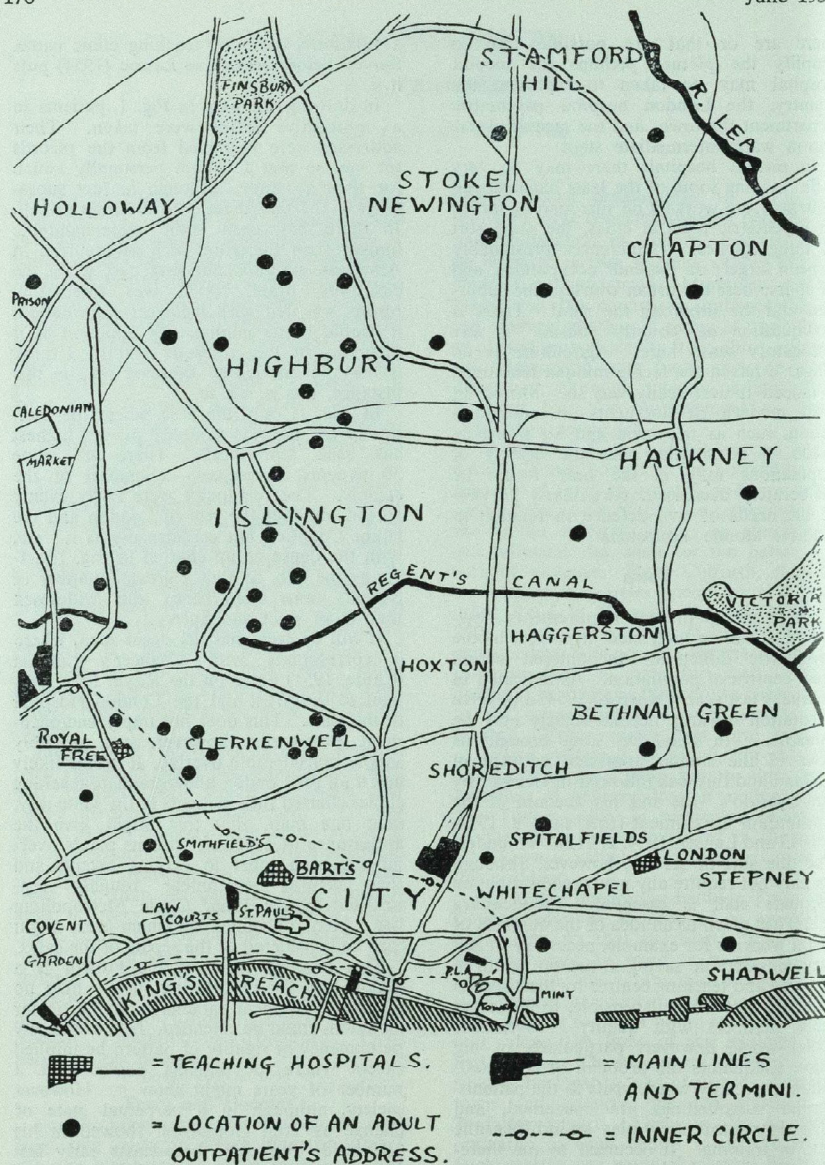 176
FINSBURY
PARK
STAMFORD
HILL
R. LEA
HOLLOWAY
STOKE
NEWINGTON
CLAPTON
PRISON
HIGHBURY
CALEDONIAN
MARKET
HACKNEY
ISLINGTON
REGENT'S CANAL
VICTORIA
PARK
HAGGERSTON
HOXTON
BETHNAL GREEN
ROYAL
FREE
CLERKENWELL
SHOREDITCH
SPITALFIELDS
SMITHFIELDS
BART'S
LONDON
CITY
WHITECHAPEL
STEPNEY
COVENT
GARDEN
LAW
COURTS
ST. PAUL'S
P.L.A.
TOWER
MINT
SHADWELL
KING'S REACH
= TEACHING HOSPITALS.
= MAIN LINES
AND TERMINI.
= LOCATION OF AN ADULT
OUTPATIENT'S ADDRESS.
= INNER CIRCLE.